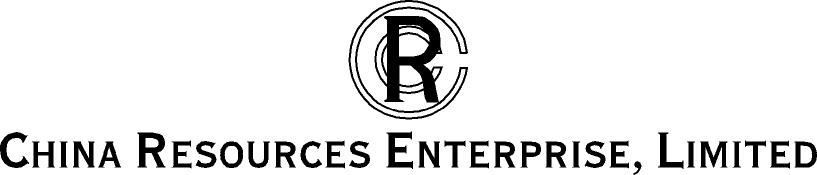 CR
CHINA RESOURCES ENTERPRISE, LIMITED